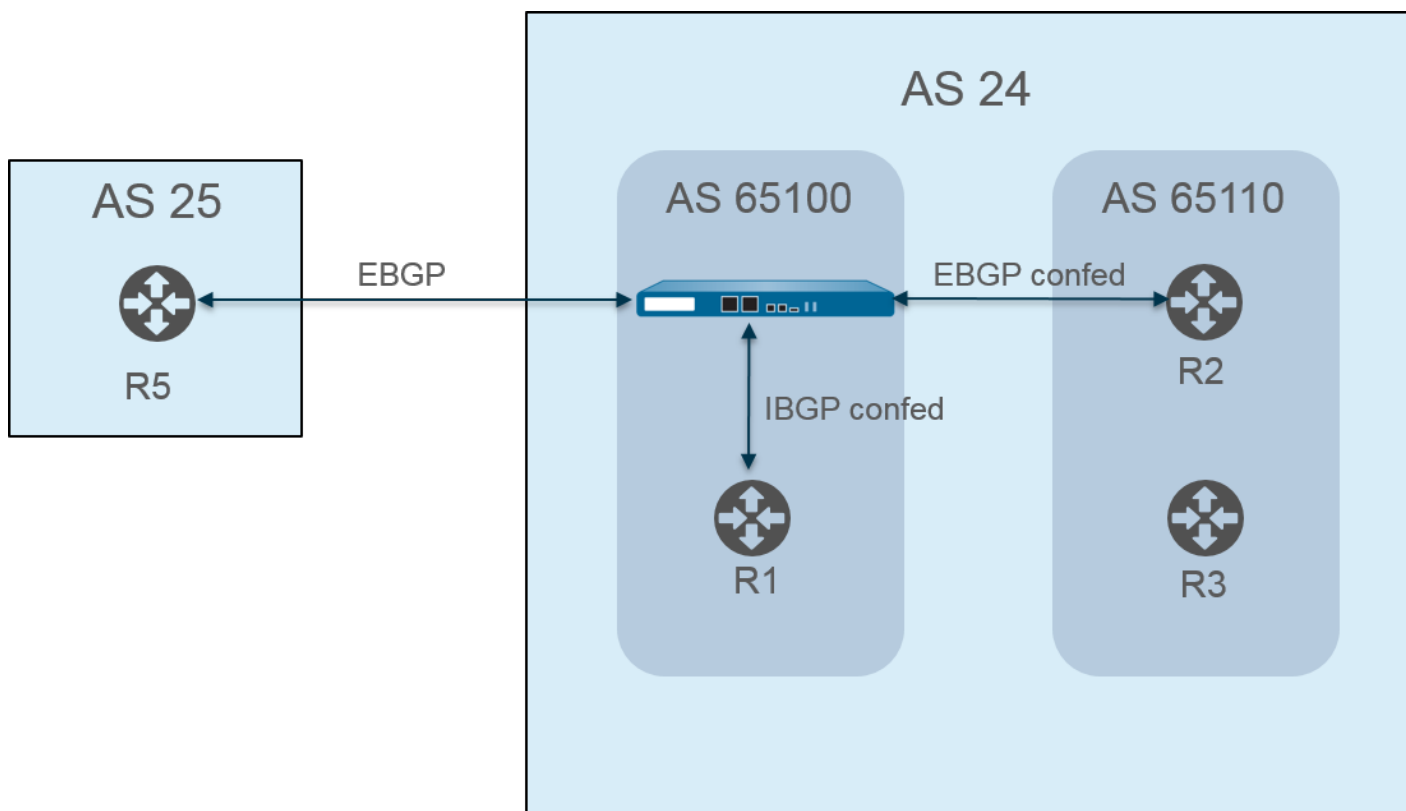 AS 24
AS 25
AS 65100
AS 65110
EBGP
EBGP confed
R5
R2
IBGP confed
R1
R3